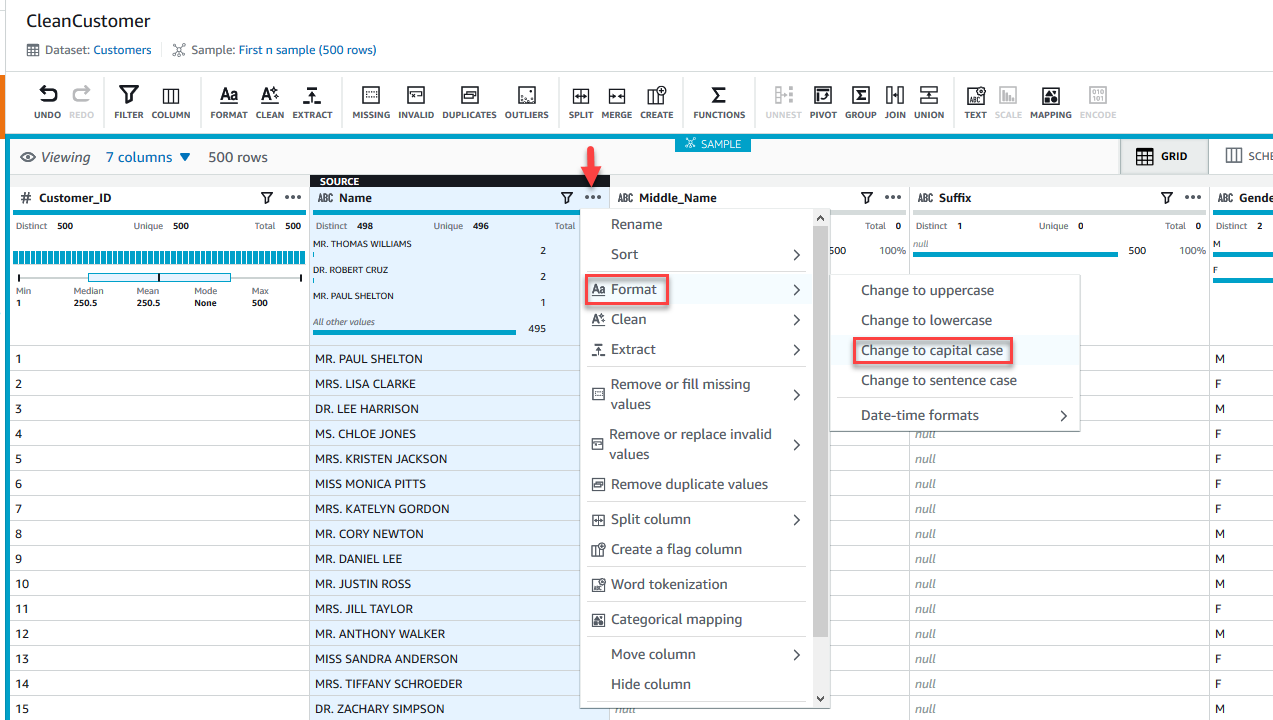 CleanCustomer
Dataset: Customers Sample: First n sample (500 rows)
UNDO REDO FILTER COLUMN FORMAT CLEAN EXTRACT MISSING INVALID DUPLICATES OUTLIERS SPLIT MERGE CREATE FUNCTIONS UNNEST PIVOT GROUP JOIN UNION TEXT SCALE MAPPING ENCODE
SAMPLE
Viewing 7 columns 500 rows GRID
SOURCE
# Customer_ID ABC Name ABC Middle_Name ABC Suffix ABC
Distinct 500 Unique 500 Total 500 Distinct 498 Unique 496 Total Total 0 Distinct 1 Unique 0 Total 0 Distinct 2
MR. THOMAS WILLIAMS 2 500 100% null 500 100% M
DR. ROBERT CRUZ 2 F
Min Median Mean Mode Max
1 250.5 250.5 None 500
MR. PAUL SHELTON 1
All other values 495
1 MR. PAUL SHELTON M
2 MRS. LISA CLARKE F
3 DR. LEE HARRISON M
4 MS. CHLOE JONES null F
5 MRS. KRISTEN JACKSON null F
6 MISS MONICA PITTS null F
7 MRS. KATELYN GORDON null F
8 MR. CORY NEWTON null M
9 MR. DANIEL LEE null M
10 MR. JUSTIN ROSS null M
11 MRS. JILL TAYLOR null F
12 MR. ANTHONY WALKER null M
13 MISS SANDRA ANDERSON null F
14 MRS. TIFFANY SCHROEDER null F
15 DR. ZACHARY SIMPSON null null M
Rename
Sort
Aa Format
Clean
Extract
Remove or fill missing
values
Remove or replace invalid
values
Remove duplicate values
Split column
Create a flag column
Word tokenization
Categorical mapping
Move column
Hide column
Change to uppercase
Change to lowercase
Change to capital case
Change to sentence case
Date-time formats